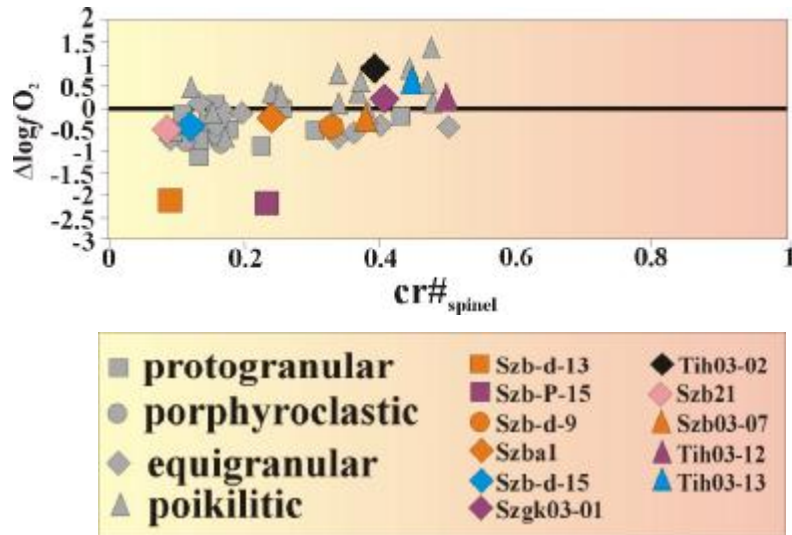 2
1.5
1
0.5
0
-0.5
-1
-1.5
-2
-2.5
-3
ΔlogfO2
0 0.2 0.4 0.6 0.8 1
cr#spinel
protogranular
porphyroclastic
equigranular
poikilitic
Szb-d-13
Szb-P-15
Szb-d-9
Szba1
Szb-d-15
Szgk03-01
Tih03-02
Szb21
Szb03-07
Tih03-12
Tih03-13